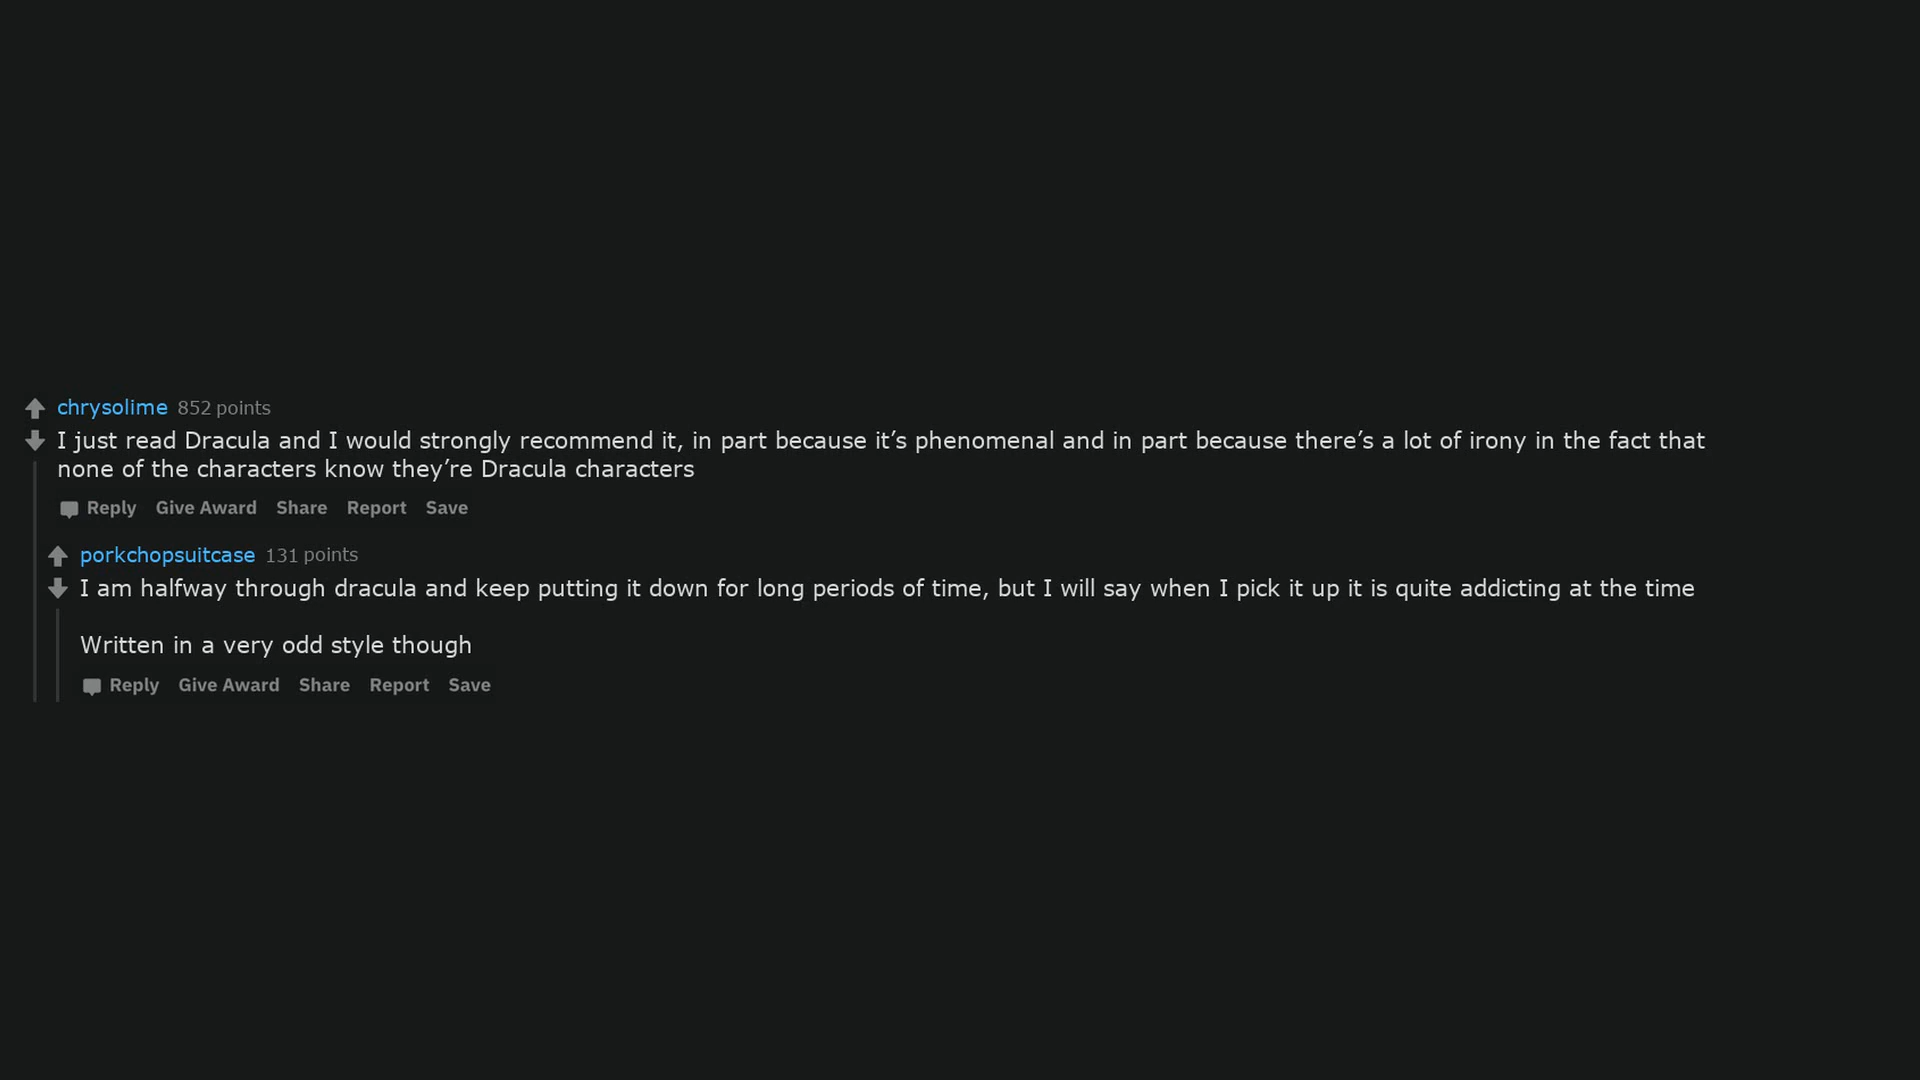 chrysolime 852 points
I just read Dracula and I would strongly recommend it, in part because it’s phenomenal and in part because there’s a lot of irony in the fact that
none of the characters know they’re Dracula characters
Reply Give Award Share Report Save
porkchopsuitcase 131 points
I am halfway through dracula and keep putting it down for long periods of time, but I will say when I pick it up it is quite addicting at the time
Written in a very odd style though
Reply Give Award Share Report Save